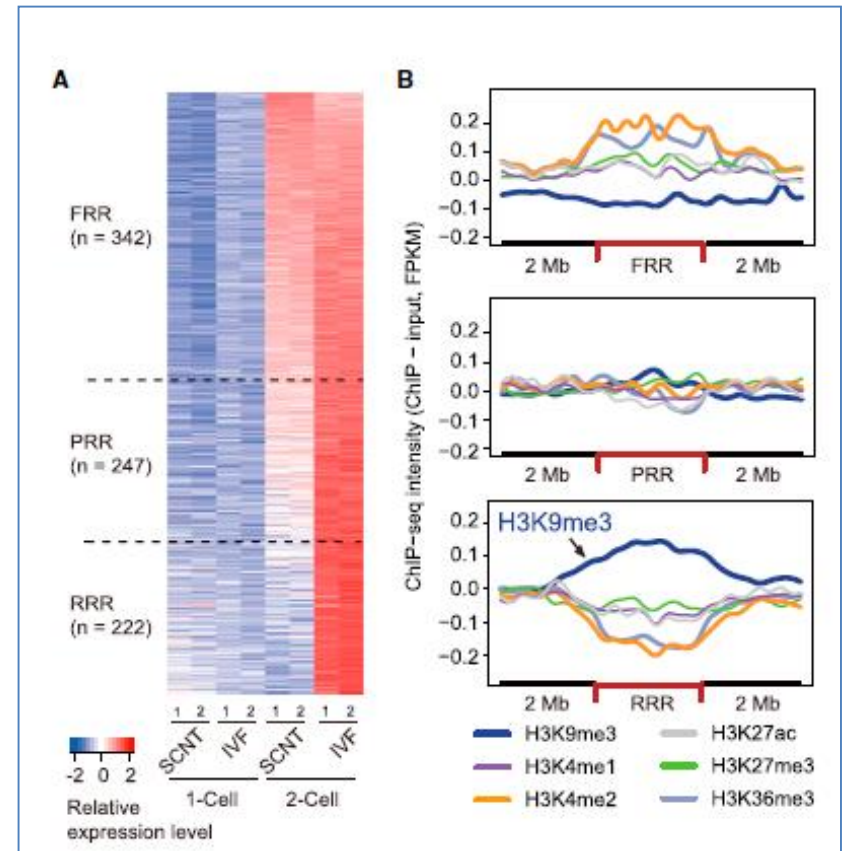 A
FRR
(n = 342)
PRR
(n = 247)
RRR
(n = 222)
1 2 1 2 1 2 1 2
SCNT IVF SCNT IVF
1-Cell 2-Cell
-2 0 2
Relative
expression level
B
ChIP-seq intensity (ChIP - input, FPKM)
0.2
0.1
0.0
-0.1
-0.2
2 Mb FRR 2 Mb
0.2
0.1
0.0
-0.1
-0.2
2 Mb PRR 2 Mb
H3K9me3
0.2
0.1
0.0
-0.1
-0.2
2 Mb RRR 2 Mb
H3K9me3 H3K27ac
H3K4me1 H3K27me3
H3K4me2 H3K36me3